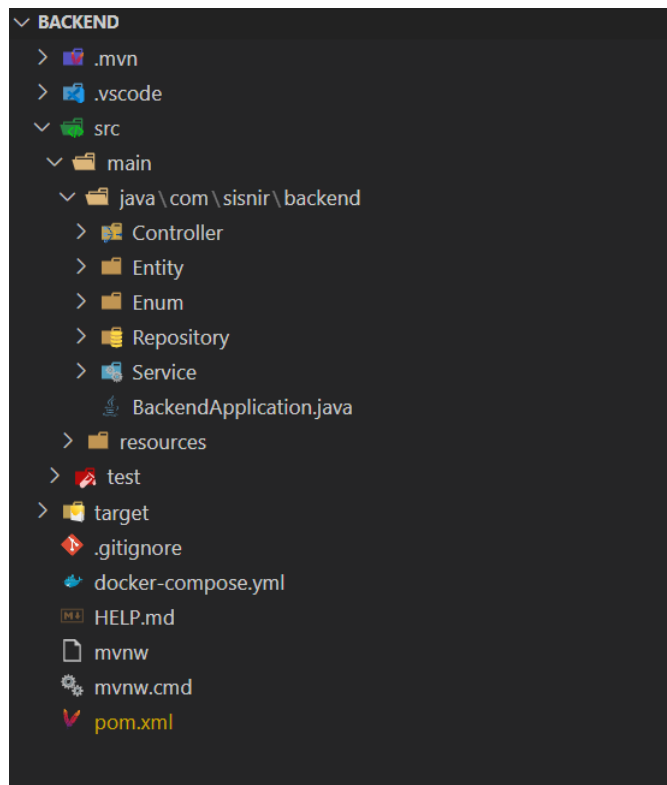 BACKEND
.mvn
.vscode
src
main
java\com\sisnir\backend
Controller
Entity
Enum
Repository
Service
BackendApplication.java
resources
test
target
.gitignore
docker-compose.yml
HELP.md
mvnw
mvnw.cmd
pom.xml